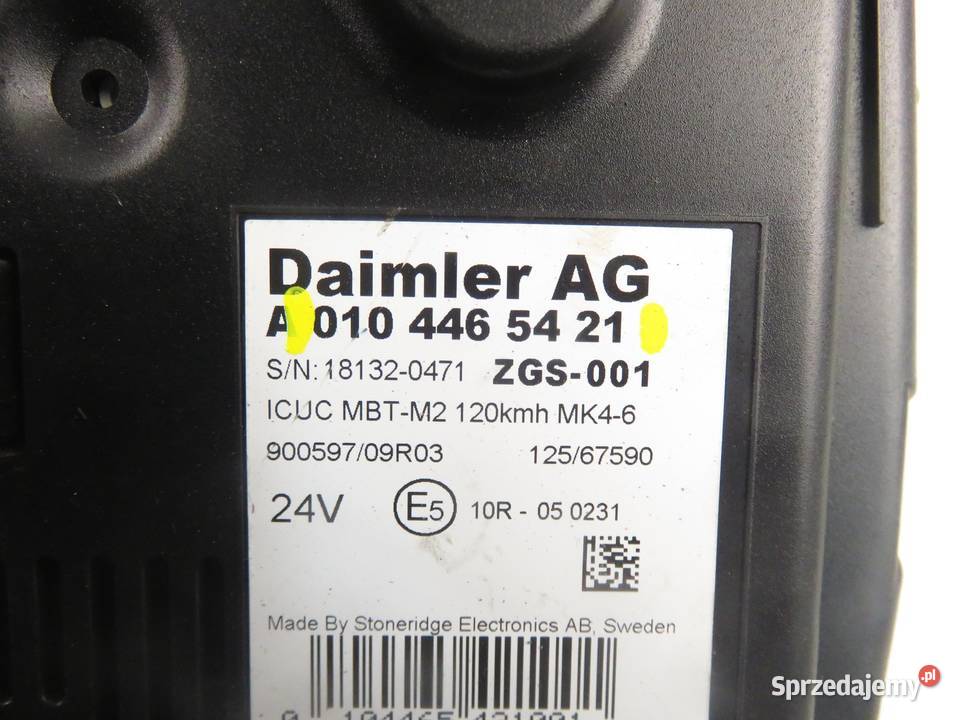 Daimler AG
A 010 446 54 21
S/N: 18132-0471 ZGS-001
ICUC MBT-M2 120kmh MK4-6
900597/09R03 125/67590
24V E5 10R - 05 0231
Made By Stoneridge Electronics AB, Sweden
Sprzedajemy.pl